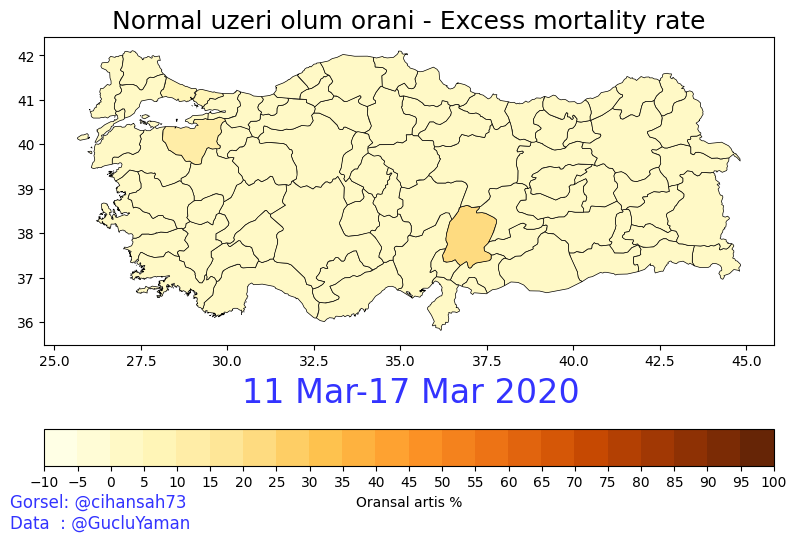 Normal uzeri olum orani - Excess mortality rate
42
41
40
39
38
37
36
25.0 27.5 30.0 32.5 35.0 37.5 40.0 42.5 45.0
11 Mar-17 Mar 2020
−10 −5 0 5 10 15 20 25 30 35 40 45 50 55 60 65 70 75 80 85 90 95 100
Oransal artis %
Gorsel: @cihansah73
Data : @GucluYaman